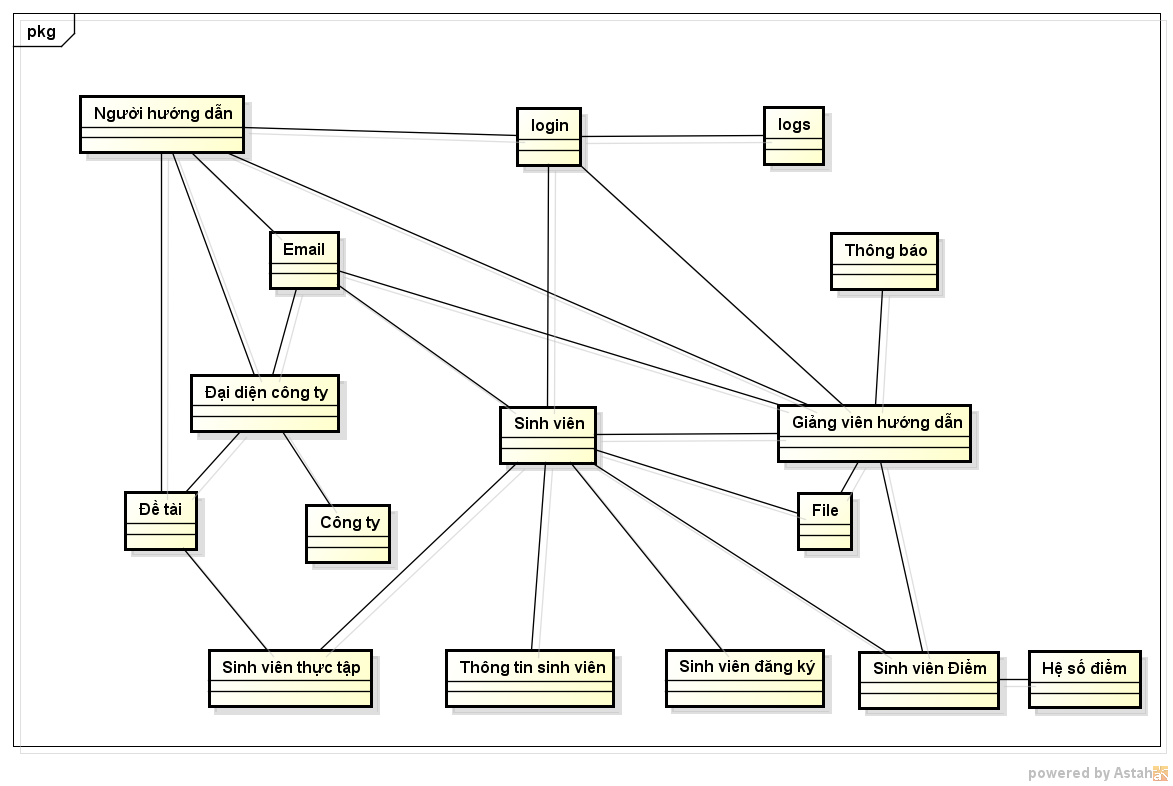 pkg
Người hướng dẫn
login
logs
Email
Thông báo
Đại diện công ty
Sinh viên
Giảng viên hướng dẫn
Đề tài
Công ty
File
Sinh viên thực tập
Thông tin sinh viên
Sinh viên đăng ký
Sinh viên Điểm
Hệ số điểm
powered by Astah